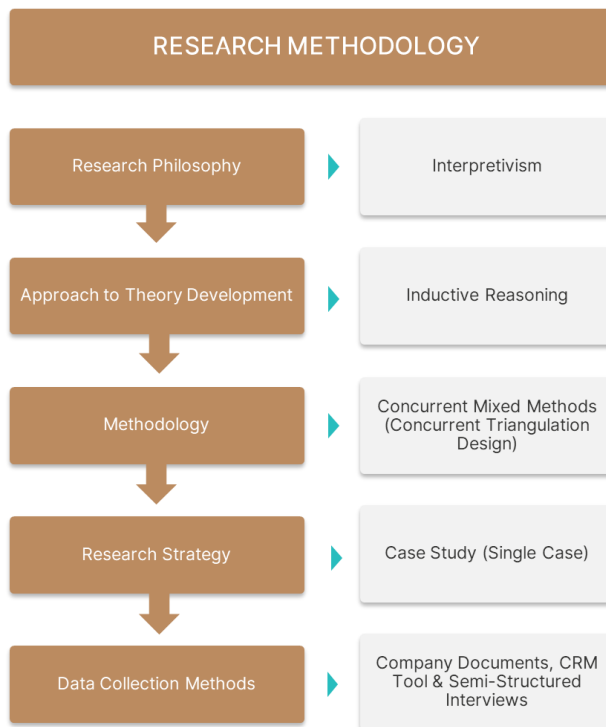 RESEARCH METHODOLOGY
Research Philosophy
Interpretivism
Approach to Theory Development
Inductive Reasoning
Methodology
Concurrent Mixed Methods
(Concurrent Triangulation
Design)
Research Strategy
Case Study (Single Case)
Data Collection Methods
Company Documents, CRM
Tool & Semi-Structured
Interviews